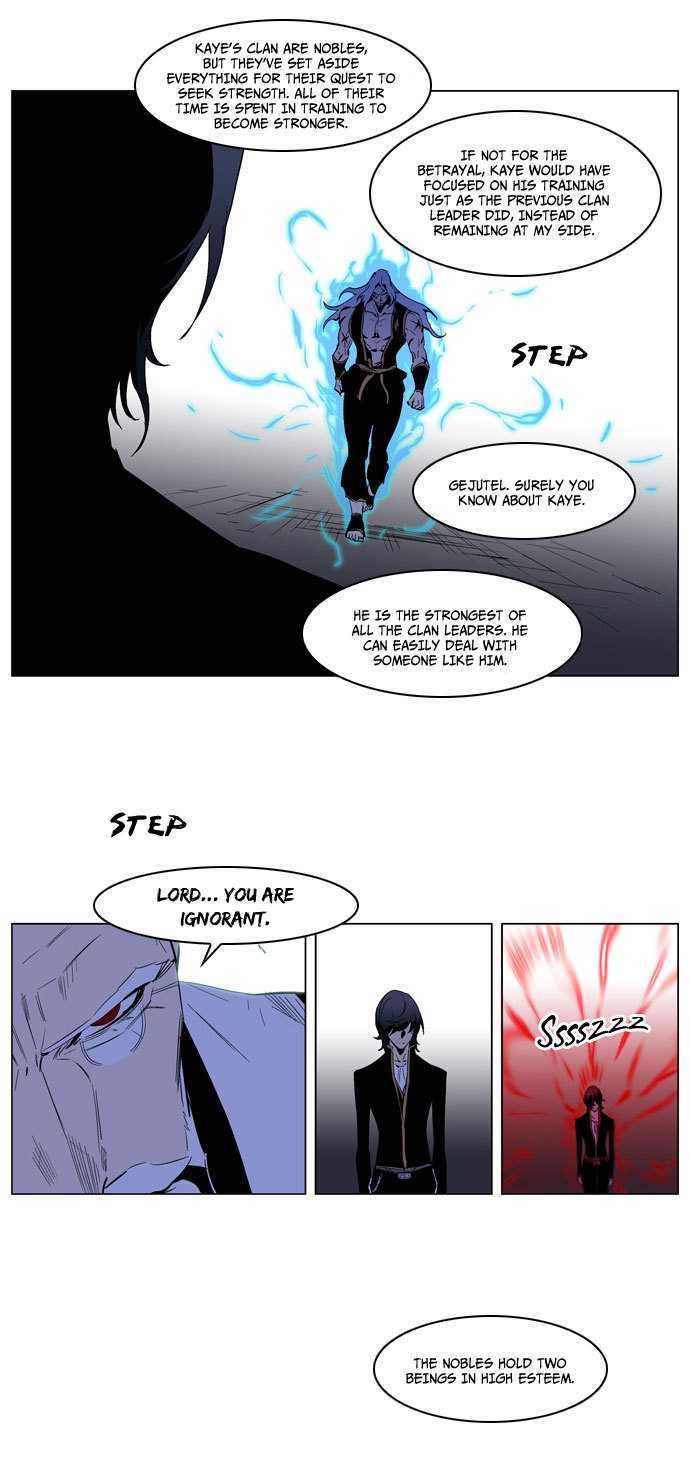 KAYE'S CLAN ARE NOBLES,
BUT THEY'VE SET ASIDE
EVERYTHING FOR THEIR QUEST TO
SEEK STRENGTH. ALL OF THEIR
TIME IS SPENT IN TRAINING TO
BECOME STRONGER.
IF NOT FOR THE
BETRAYAL, KAYE WOULD HAVE
FOCUSED ON HIS TRAINING
JUST AS THE PREVIOUS CLAN
LEADER DID, INSTEAD OF
REMAINING AT MY SIDE.
STEP
GEJUTEL. SURELY YOU
KNOW ABOUT KAYE.
HE IS THE STRONGEST OF
ALL THE CLAN LEADERS. HE
CAN EASILY DEAL WITH
SOMEONE LIKE HIM.
STEP
LORD... YOU ARE
IGNORANT.
SSSSZZZ
THE NOBLES HOLD TWO
BEINGS IN HIGH ESTEEM.